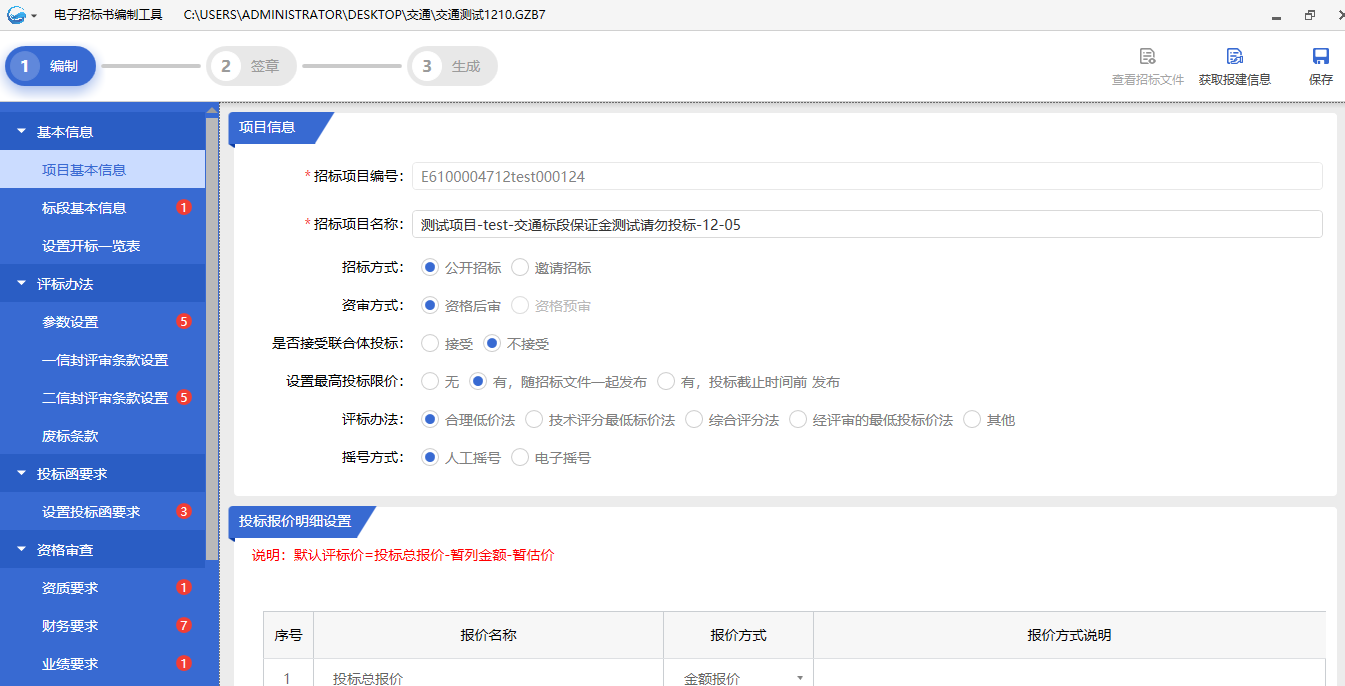 电子招标书编制工具 C:\USERS\ADMINISTRATOR\DESKTOP\交通\交通测试1210.GZB7
1 编制 2 签章 3 生成
查看招标文件 获取报建信息 保存
基本信息
项目基本信息
标段基本信息 1
设置开标一览表
评标办法
参数设置 5
一信封评审条款设置
二信封评审条款设置 5
废标条款
投标函要求
设置投标函要求 3
资格审查
资质要求 1
财务要求 7
业绩要求 1
项目信息
*招标项目编号: E6100004712test000124
*招标项目名称: 测试项目-test-交通标段保证金测试请勿投标-12-05
招标方式: 公开招标 邀请招标
资审方式: 资格后审 资格预审
是否接受联合体投标: 接受 不接受
设置最高投标限价: 无 有，随招标文件一起发布 有，投标截止时间前 发布
评标办法: 合理低价法 技术评分最低标价法 综合评分法 经评审的最低投标价法 其他
摇号方式: 人工摇号 电子摇号
投标报价明细设置
说明：默认评标价=投标总报价-暂列金额-暂估价
序号 报价名称 报价方式 报价方式说明
1 投标总报价 金额报价